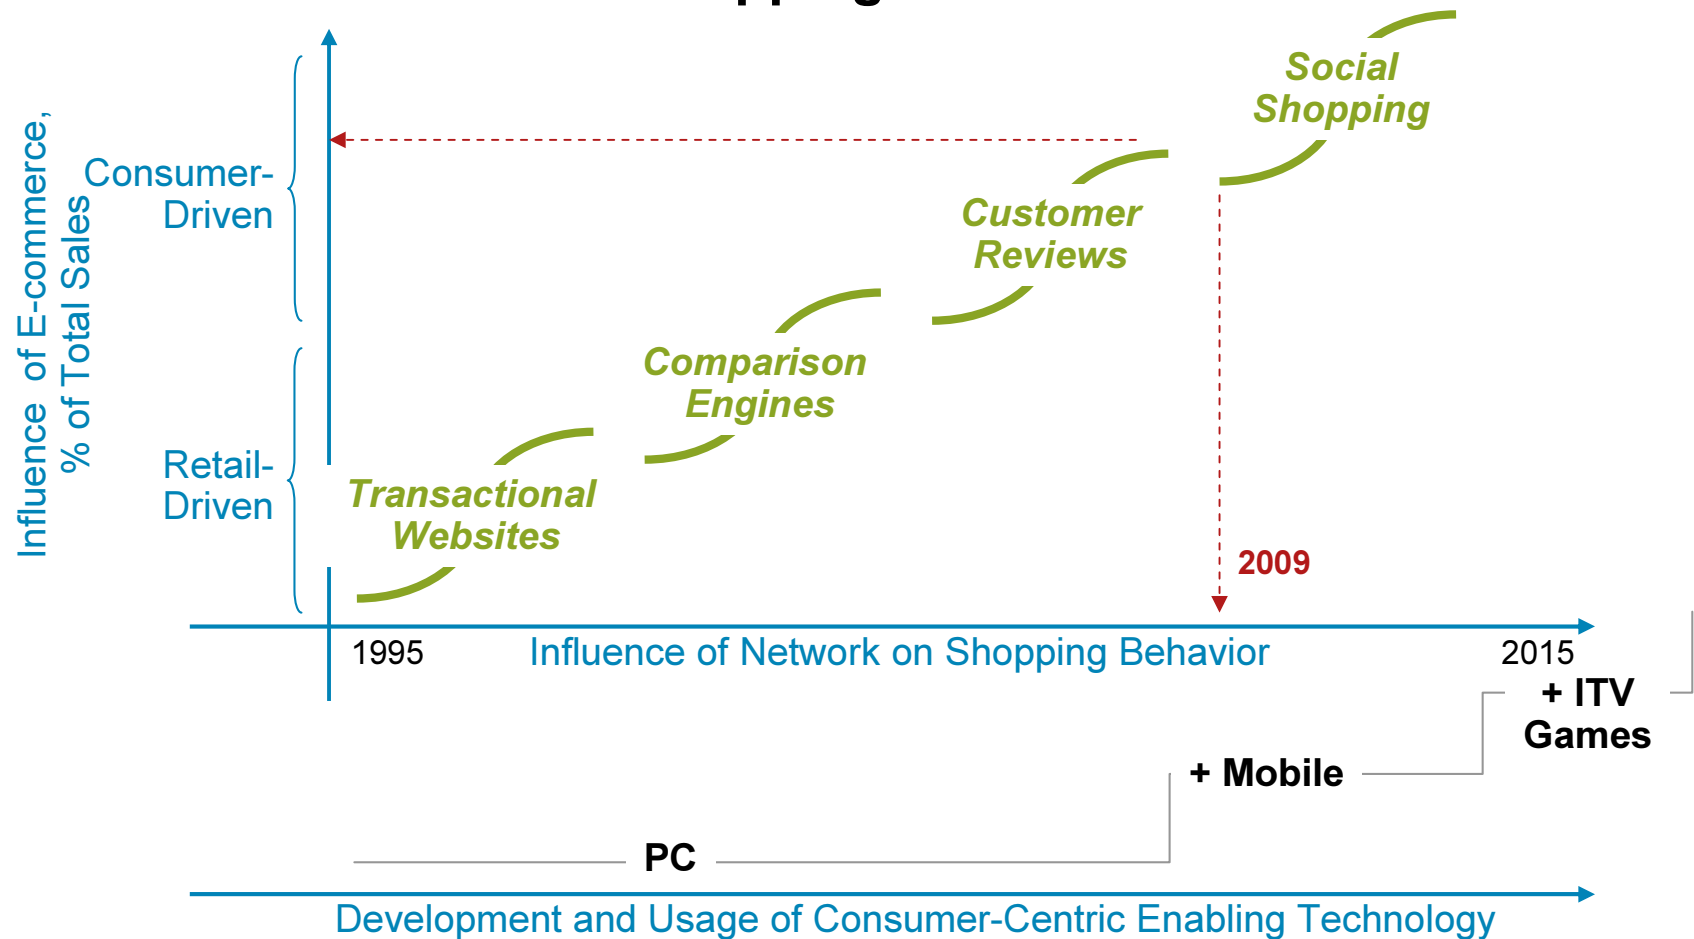 Social
Shopping
Consumer-
Driven
Customer
Reviews
Influence of E-commerce,
% of Total Sales
Comparison
Engines
Retail-
Driven
Transactional
Websites
2009
1995
Influence of Network on Shopping Behavior
2015
+ ITV
Games
+ Mobile
PC
Development and Usage of Consumer-Centric Enabling Technology